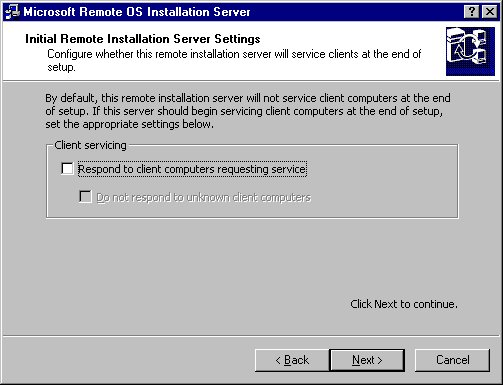 Microsoft Remote OS Installation Server
Initial Remote Installation Server Settings
Configure whether this remote installation server will service clients at the end of
setup.
By default, this remote installation server will not service client computers at the end
of setup. If this server should begin servicing client computers at the end of setup,
set the appropriate settings below.
Client servicing
Respond to client computers requesting service
Do not respond to unknown client computers
Click Next to continue.
< Back
Next >
Cancel